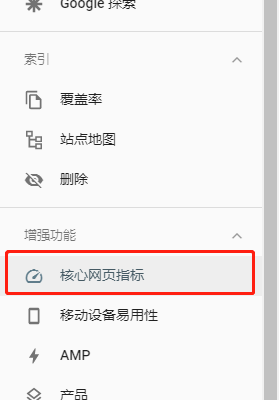 Google 探索
索引
覆盖率
站点地图
删除
增强功能
核心网页指标
移动设备易用性
AMP
产品